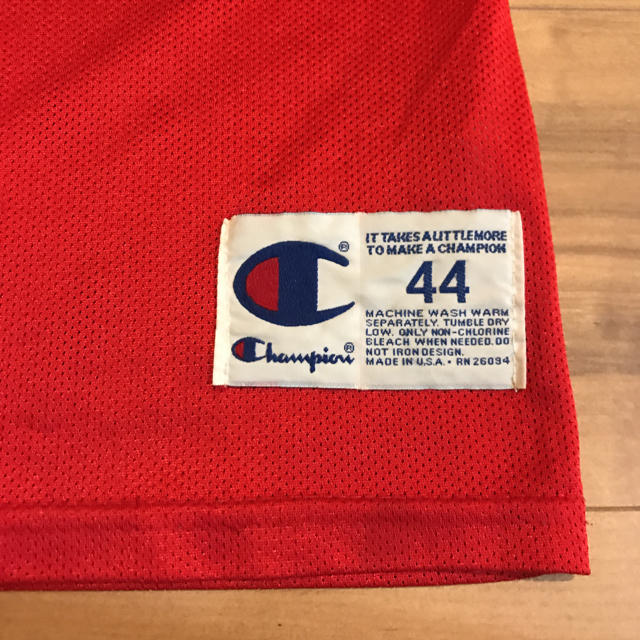 Champion
IT TAKES A LITTLE MORE
TO MAKE A CHAMPION
44
MACHINE WASH WARM
SEPARATELY. TUMBLE DRY
LOW. ONLY NON-CHLORINE
BLEACH WHEN NEEDED. DO
NOT IRON DESIGN.
MADE IN U.S.A. • RN 26094